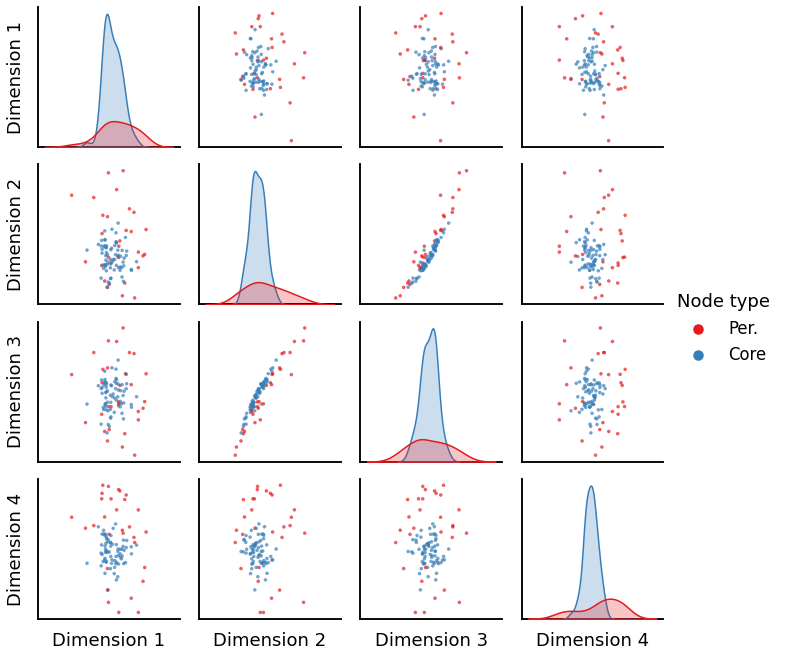 Dimension 1
Dimension 2
Dimension 3
Dimension 4
Dimension 1
Dimension 2
Dimension 3
Dimension 4
Node type
Per.
Core